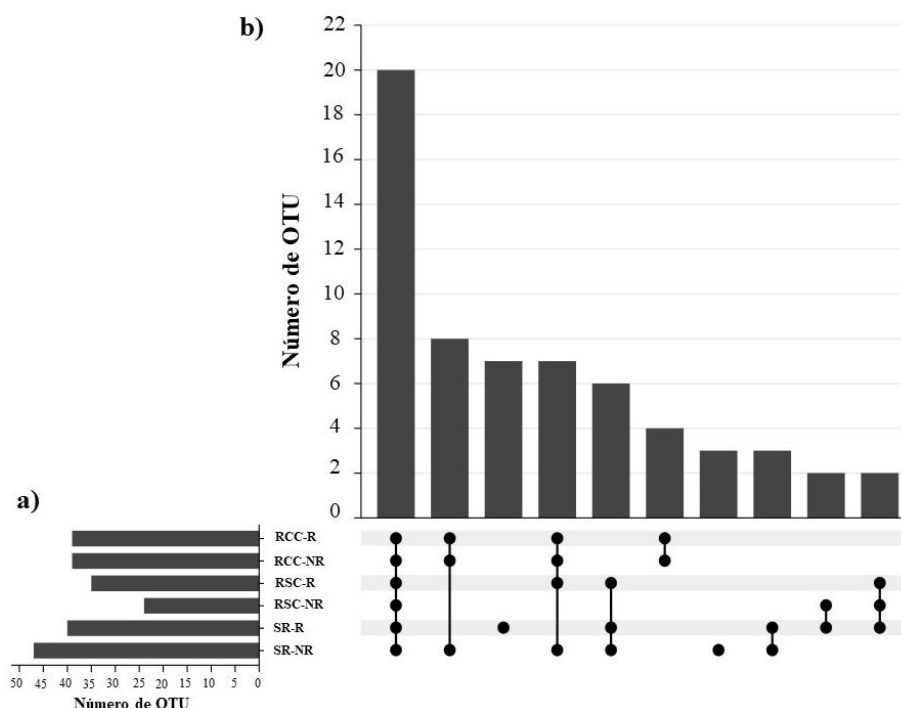 b)
Número de OTU
22
20
18
16
14
12
10
8
6
4
2
0
a)
RCC-R
RCC-NR
RSC-R
RSC-NR
SR-R
SR-NR
50 45 40 35 30 25 20 15 10 5 0
Número de OTU